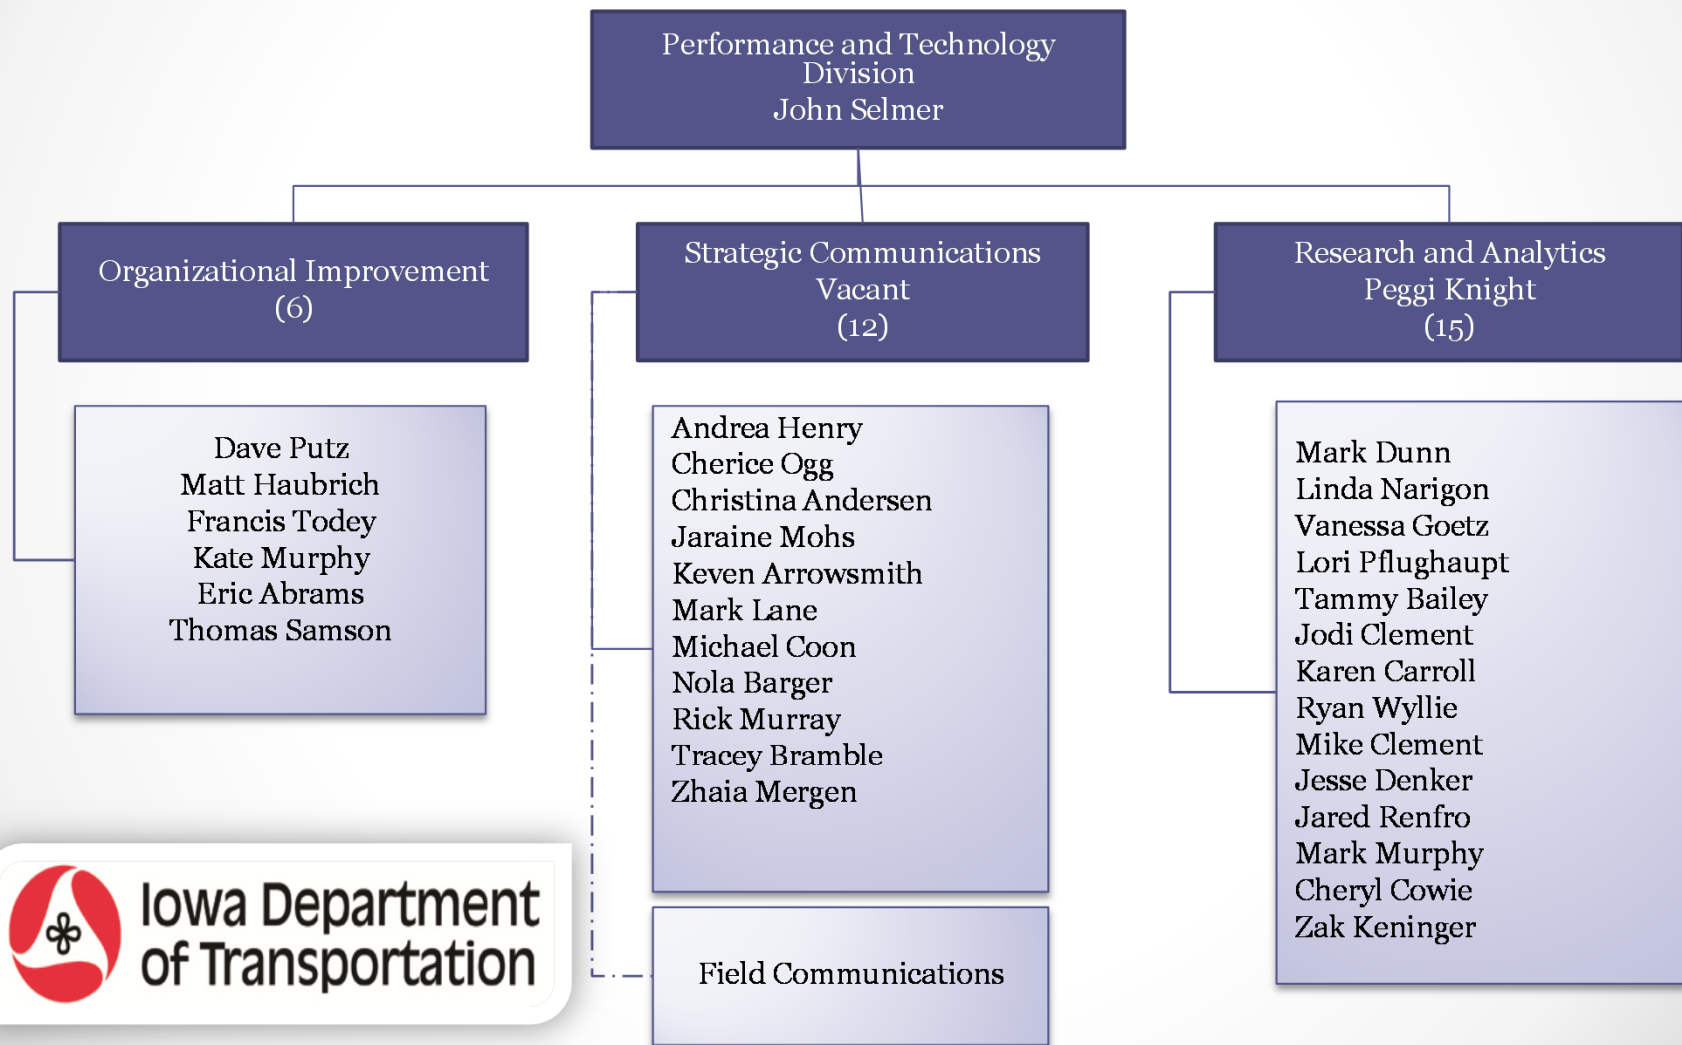 Performance and Technology
Division
John Selmer
Organizational Improvement
(6)
Strategic Communications
Vacant
(12)
Research and Analytics
Peggi Knight
(15)
Dave Putz
Matt Haubrich
Francis Todey
Kate Murphy
Eric Abrams
Thomas Samson
Andrea Henry
Cherice Ogg
Christina Andersen
Jaraine Mohs
Keven Arrowsmith
Mark Lane
Michael Coon
Nola Barger
Rick Murray
Tracey Bramble
Zhaia Mergen
Field Communications
Mark Dunn
Linda Narigon
Vanessa Goetz
Lori Pflughaupt
Tammy Bailey
Jodi Clement
Karen Carroll
Ryan Wyllie
Mike Clement
Jesse Denker
Jared Renfro
Mark Murphy
Cheryl Cowie
Zak Keninger
Iowa Department
of Transportation